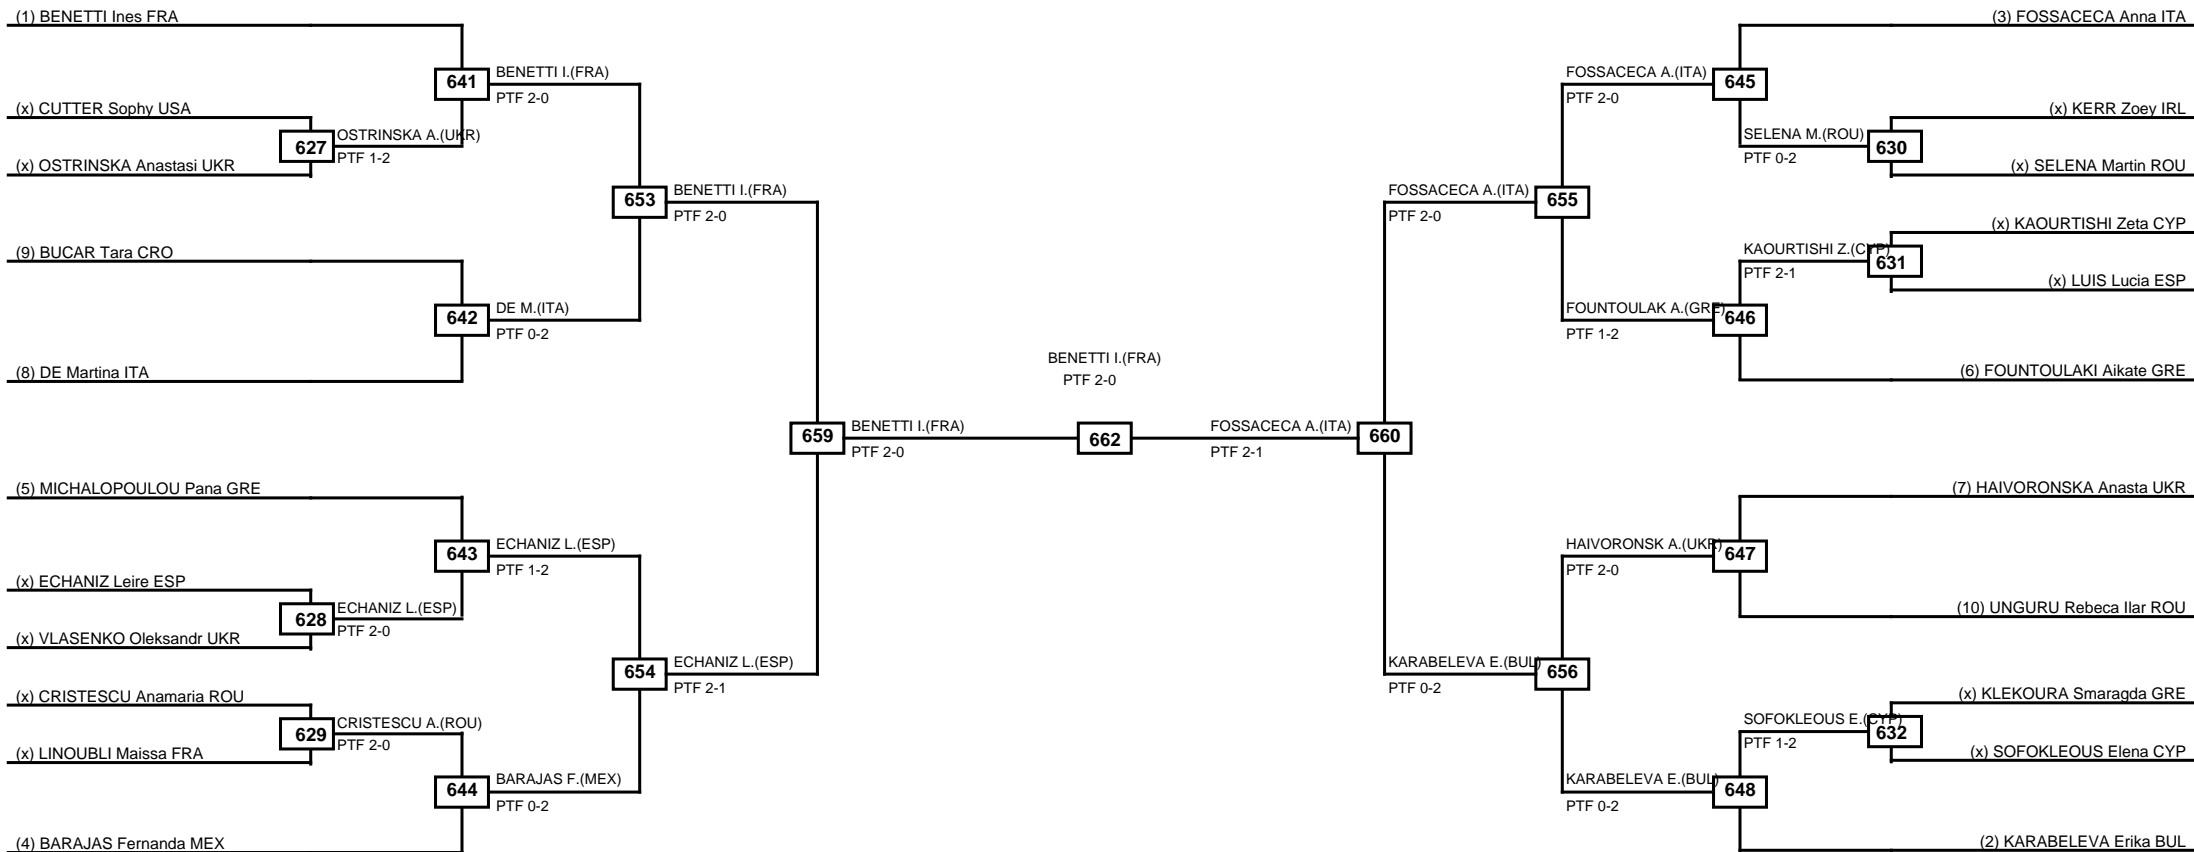 (1) BENETTI Ines FRA
(x) CUTTER Sophy USA
(x) OSTRINSKA Anastasi UKR
(9) BUCAR Tara CRO
(8) DE Martina ITA
(5) MICHALOPOULOU Pana GRE
(x) ECHANIZ Leire ESP
(x) VLASENKO Oleksandr UKR
(x) CRISTESCU Anamaria ROU
(x) LINOUBLI Maissa FRA
(4) BARAJAS Fernanda MEX
627
OSTRINSKA A.(UKR)
PTF 1-2
628
ECHANIZ L.(ESP)
PTF 2-0
629
CRISTESCU A.(ROU)
PTF 2-0
641
BENETTI I.(FRA)
PTF 2-0
642
DE M.(ITA)
PTF 0-2
643
ECHANIZ L.(ESP)
PTF 1-2
644
BARAJAS F.(MEX)
PTF 0-2
653
BENETTI I.(FRA)
PTF 2-0
654
ECHANIZ L.(ESP)
PTF 2-1
659
BENETTI I.(FRA)
PTF 2-0
BENETTI I.(FRA)
PTF 2-0
662
FOSSACECA A.(ITA)
PTF 2-1
660
FOSSACECA A.(ITA)
PTF 2-0
655
KARABELEVA E.(BUL)
PTF 0-2
656
FOSSACECA A.(ITA)
PTF 2-0
645
FOUNTOULAK A.(GRE)
PTF 1-2
646
HAIVORONSK A.(UKR)
PTF 2-0
647
KARABELEVA E.(BUL)
PTF 0-2
648
SELENA M.(ROU)
PTF 0-2
630
KAOURTISHI Z.(CYP)
PTF 2-1
631
SOFOKLEOUS E.(CYP)
PTF 1-2
632
(3) FOSSACECA Anna ITA
(x) KERR Zoey IRL
(x) SELENA Martin ROU
(x) KAOURTISHI Zeta CYP
(x) LUIS Lucia ESP
(6) FOUNTOULAKI Aikate GRE
(7) HAIVORONSKA Anasta UKR
(10) UNGURU Rebeca Ilar ROU
(x) KLEKOURA Smaragda GRE
(x) SOFOKLEOUS Elena CYP
(2) KARABELEVA Erika BUL